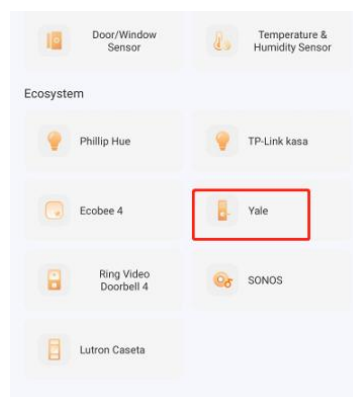 Door/Window
Sensor
Temperature &
Humidity Sensor
Ecosystem
Phillip Hue
TP-Link kasa
Ecobee 4
Yale
Ring Video
Doorbell 4
SONOS
Lutron Caseta